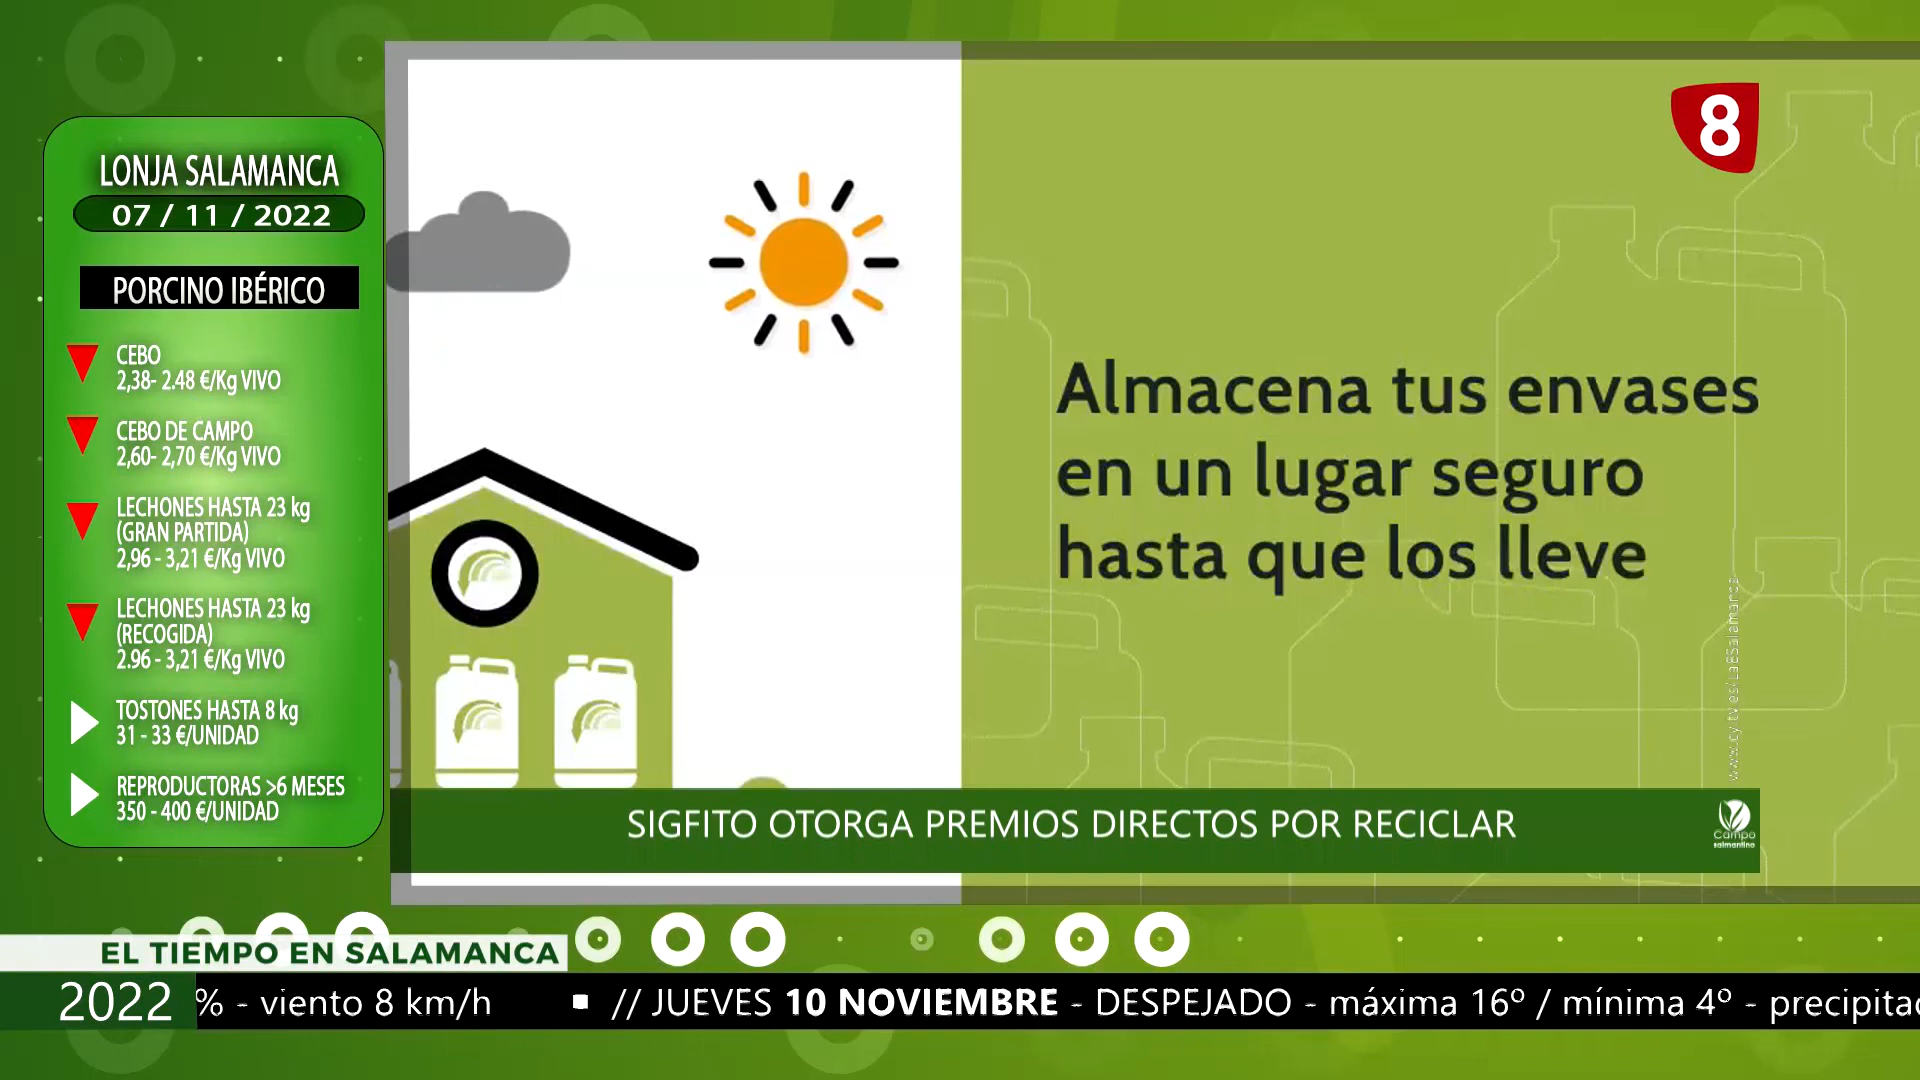 LONJA SALAMANCA
07 / 11 / 2022
PORCINO IBÉRICO
CEBO
2,38- 2.48 €/Kg VIVO
CEBO DE CAMPO
2,60- 2,70 €/Kg VIVO
LECHONES HASTA 23 kg
(GRAN PARTIDA)
2,96 - 3,21 €/Kg VIVO
LECHONES HASTA 23 kg
(RECOGIDA)
2.96 - 3,21 €/Kg VIVO
TOSTONES HASTA 8 kg
31 - 33 €/UNIDAD
REPRODUCTORAS >6 MESES
350 - 400 €/UNIDAD
8
Almacena tus envases
en un lugar seguro
hasta que los lleve
www.cyltv.es/La8Salamanca
SIGFITO OTORGA PREMIOS DIRECTOS POR RECICLAR
Campo
salmantino
EL TIEMPO EN SALAMANCA
2022
% - viento 8 km/h ■ // JUEVES 10 NOVIEMBRE - DESPEJADO - máxima 16º / mínima 4º - precipitac